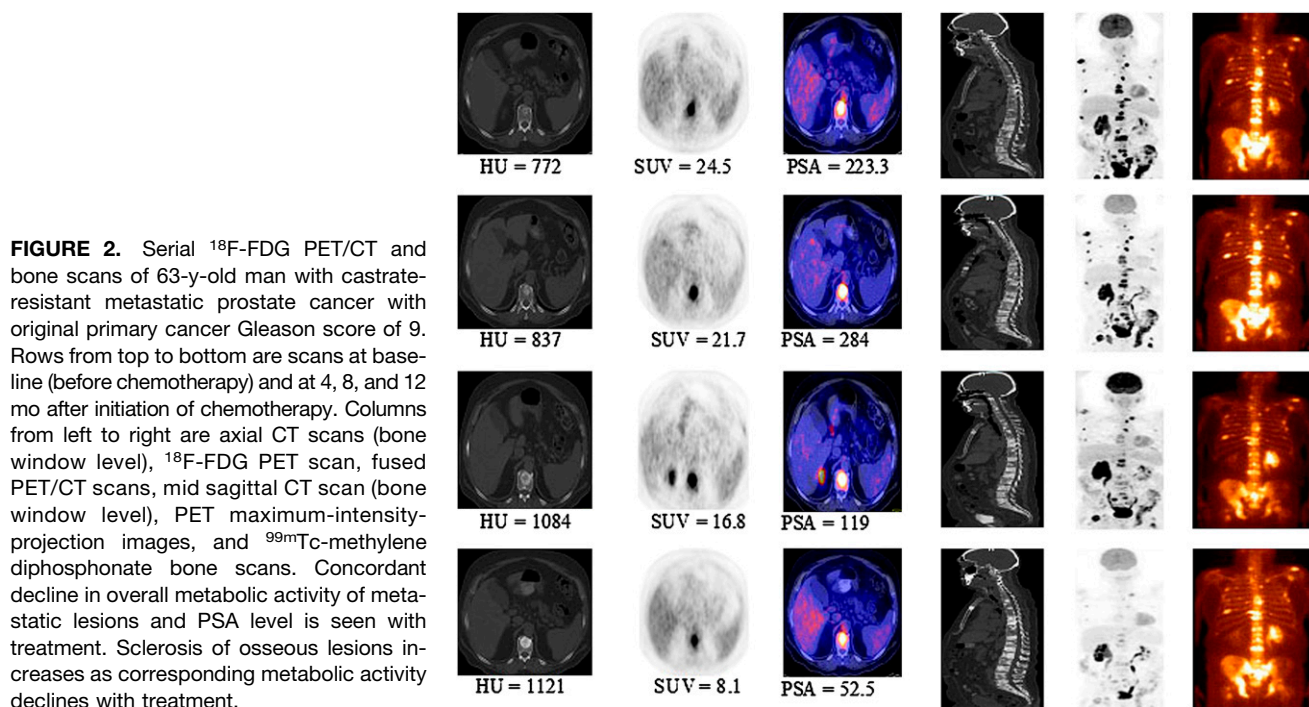 FIGURE 2. Serial ¹⁸F-FDG PET/CT and
bone scans of 63-y-old man with castrate-
resistant metastatic prostate cancer with
original primary cancer Gleason score of 9.
Rows from top to bottom are scans at base-
line (before chemotherapy) and at 4, 8, and 12
mo after initiation of chemotherapy. Columns
from left to right are axial CT scans (bone
window level), ¹⁸F-FDG PET scan, fused
PET/CT scans, mid sagittal CT scan (bone
window level), PET maximum-intensity-
projection images, and ⁹⁹ᵐTc-methylene
diphosphonate bone scans. Concordant
decline in overall metabolic activity of meta-
static lesions and PSA level is seen with
treatment. Sclerosis of osseous lesions in-
creases as corresponding metabolic activity
declines with treatment.
HU = 772 SUV = 24.5 PSA = 223.3
HU = 837 SUV = 21.7 PSA = 284
HU = 1084 SUV = 16.8 PSA = 119
HU = 1121 SUV = 8.1 PSA = 52.5